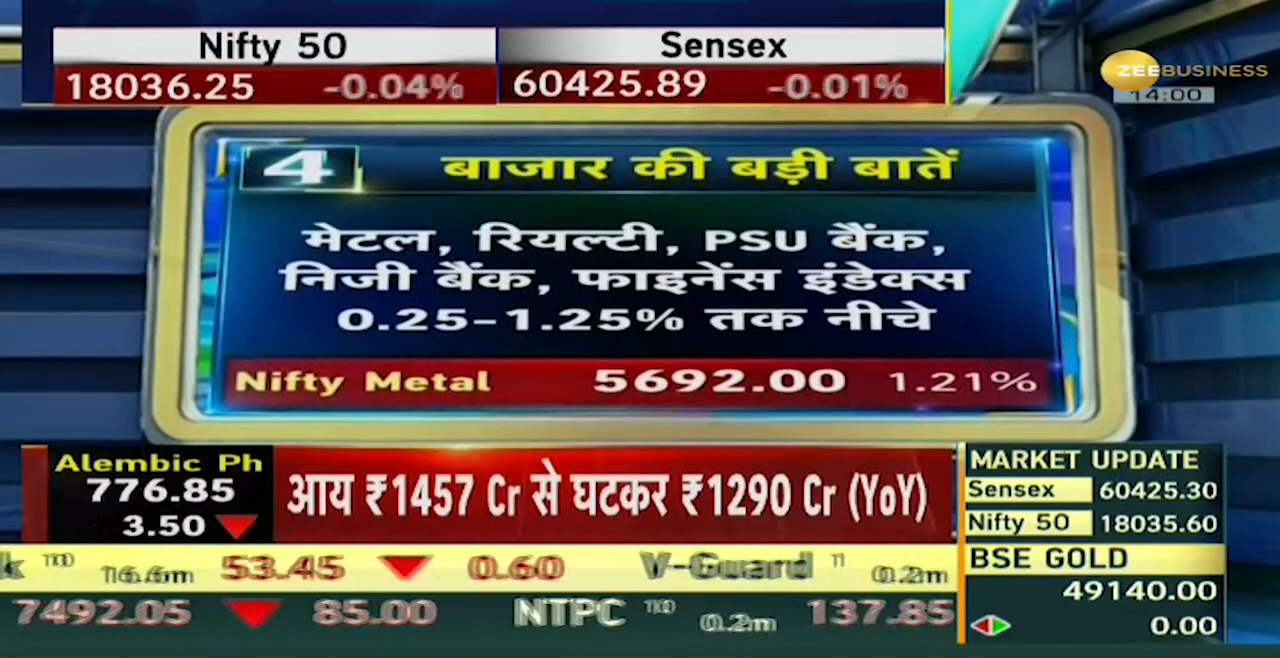 Nifty 50
Sensex
18036.25 -0.04%
60425.89 -0.01%
ZEEBUSINESS
14:00
4 बाजार की बड़ी बातें
मेटल, रियल्टी, PSU बैंक,
निजी बैंक, फाइनेंस इंडेक्स
0.25-1.25% तक नीचे
Nifty Metal 5692.00 1.21%
Alembic Ph
776.85
3.50
आय ₹1457 Cr से घटकर ₹1290 Cr (YoY)
MARKET UPDATE
Sensex 60425.30
Nifty 50 18035.60
BSE GOLD
49140.00
0.00
k 10 16.6m 53.45 0.60 V-Guard 1 0.2m
7492.05 85.00 NTPC 10 0.2m 137.85